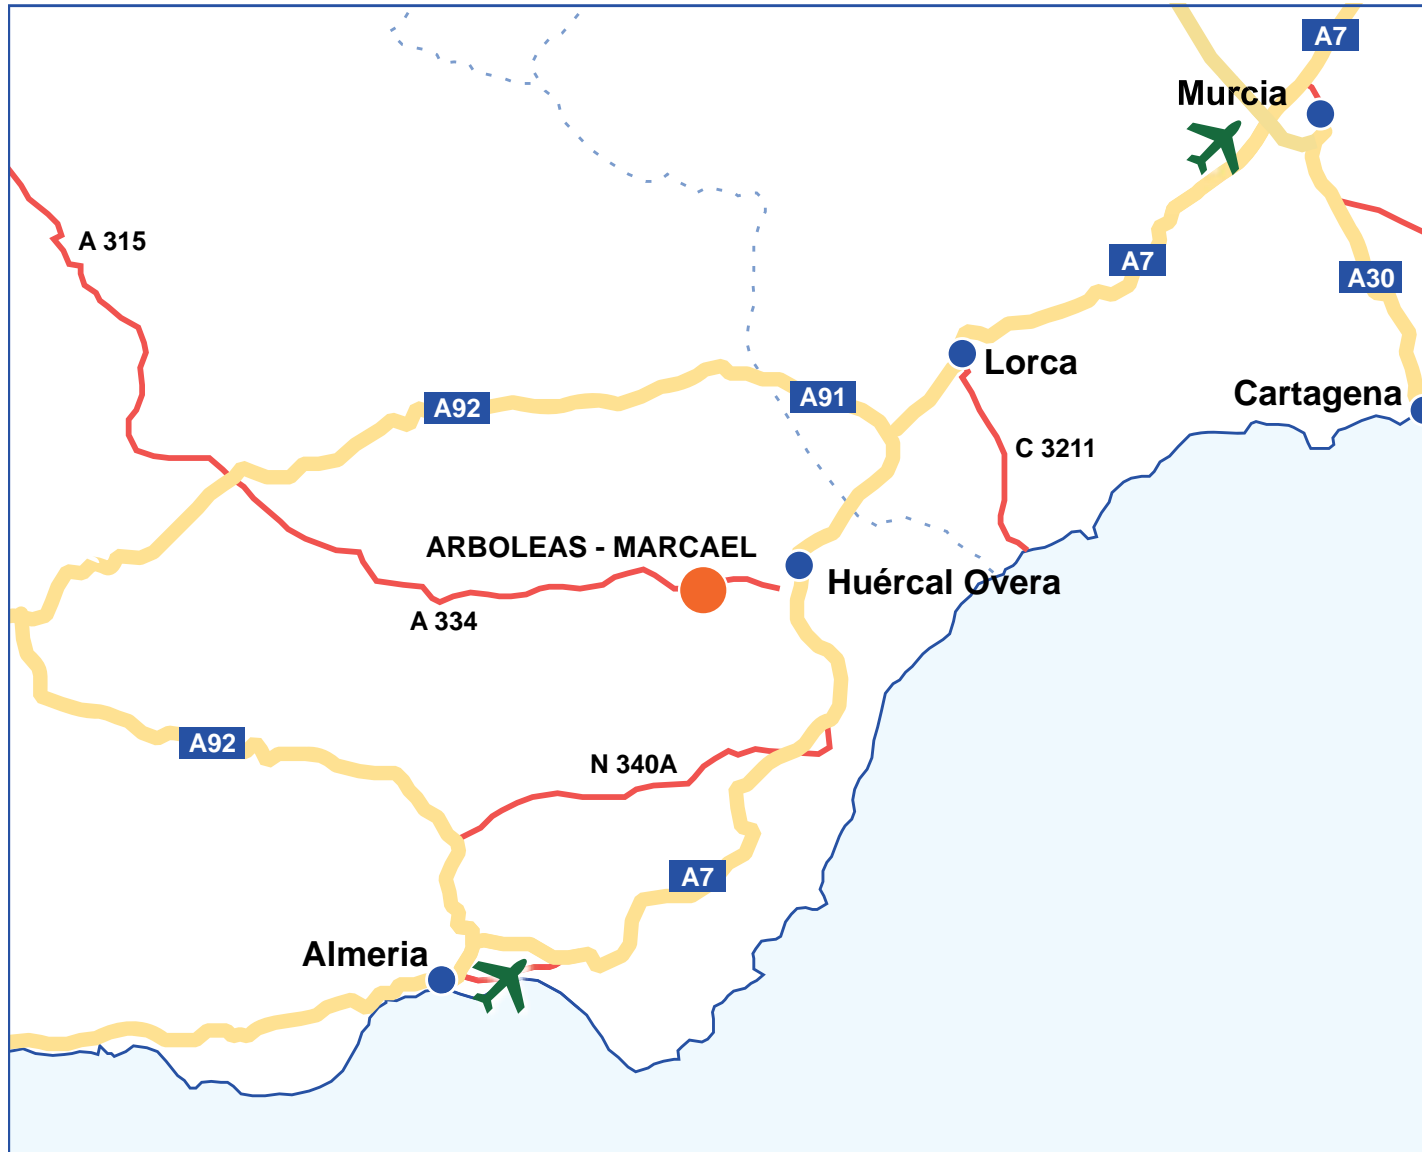 A7
Murcia
A 315
A7
A30
Lorca
A92
A91
Cartagena
C 3211
ARBOLEAS - MARCAEL
Huércal Overa
A 334
A92
N 340A
A7
Almeria